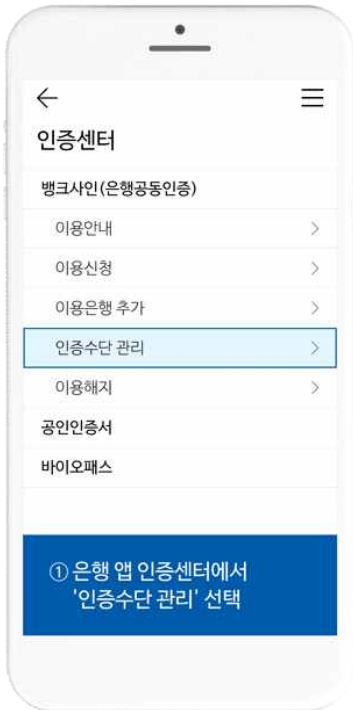 인증센터
뱅크사인(은행공동인증)
이용안내
이용신청
이용은행 추가
인증수단 관리
이용해지
공인인증서
바이오패스
① 은행 앱 인증센터에서
'인증수단 관리' 선택